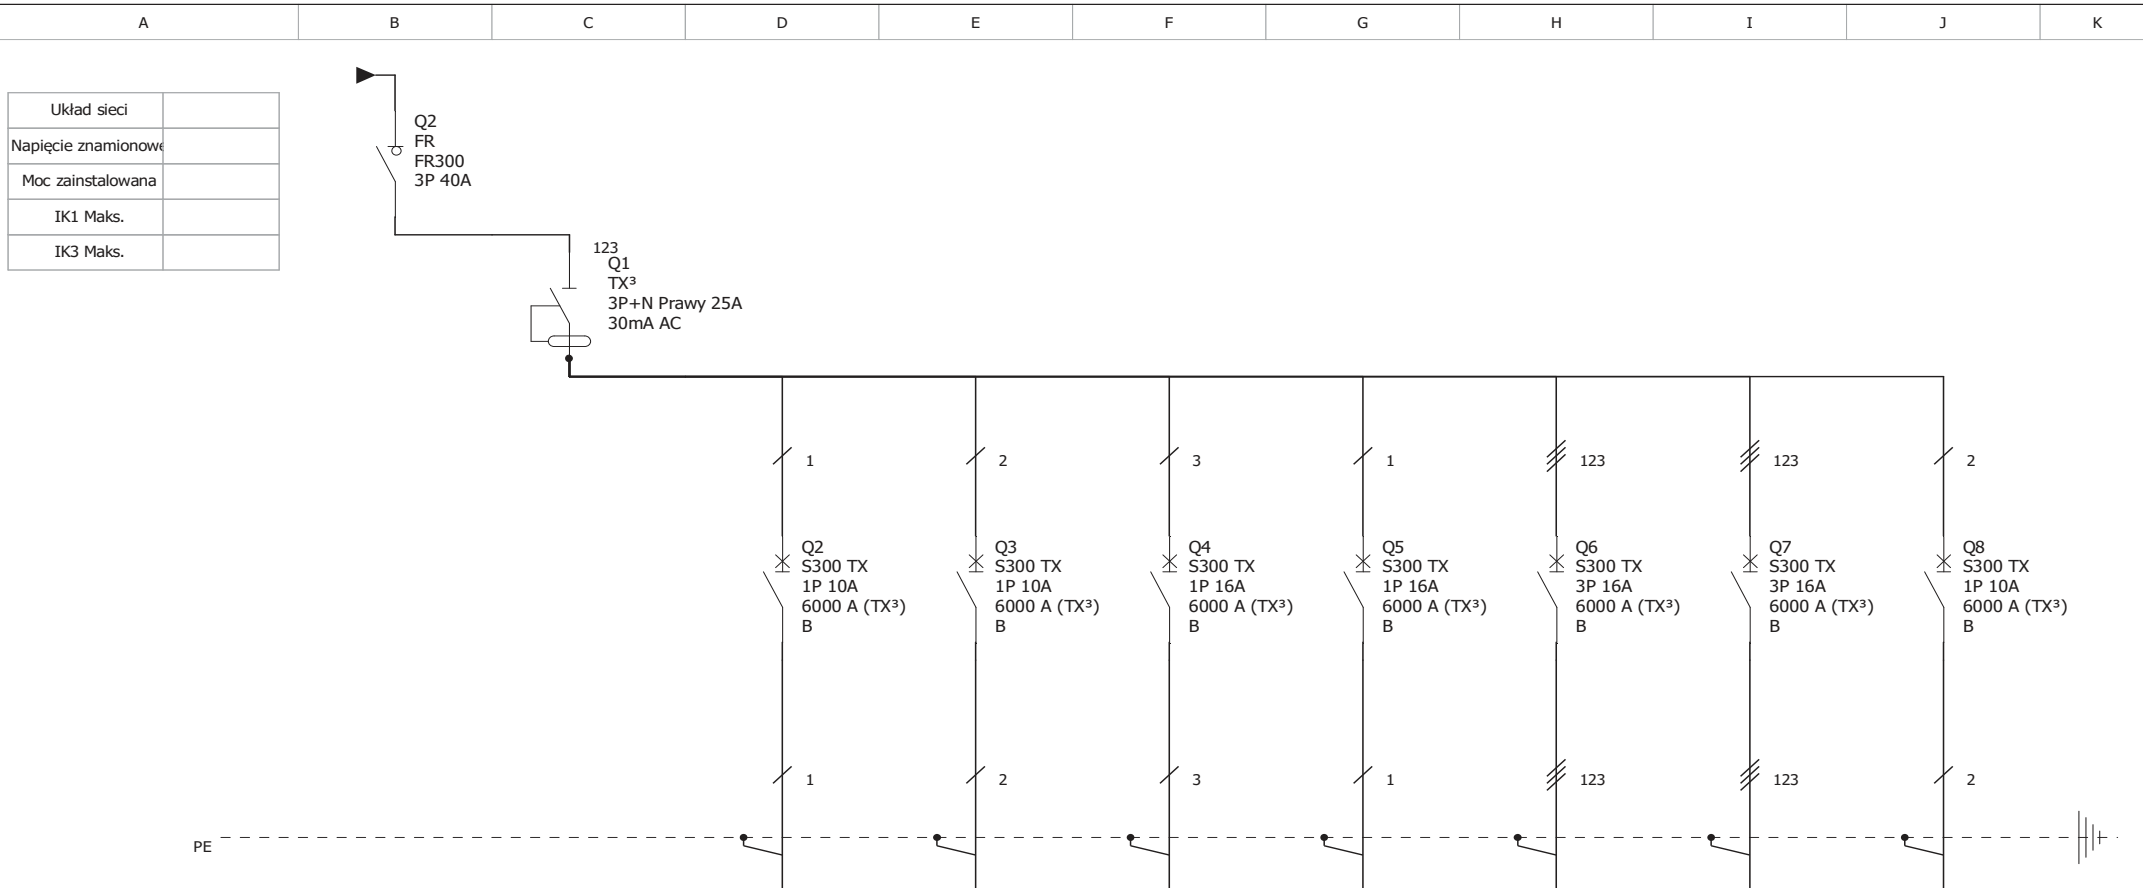 A B C D E F G H I J K
Układ sieci
Napięcie znamionowe
Moc zainstalowana
IK1 Maks.
IK3 Maks.
Q2
FR
FR300
3P 40A
123
Q1
TX³
3P+N Prawy 25A
30mA AC
1 2 3 1 123 123 2
Q2
S300 TX
1P 10A
6000 A (TX³)
B
Q3
S300 TX
1P 10A
6000 A (TX³)
B
Q4
S300 TX
1P 16A
6000 A (TX³)
B
Q5
S300 TX
1P 16A
6000 A (TX³)
B
Q6
S300 TX
3P 16A
6000 A (TX³)
B
Q7
S300 TX
3P 16A
6000 A (TX³)
B
Q8
S300 TX
1P 10A
6000 A (TX³)
B
1 2 3 1 123 123 2
PE